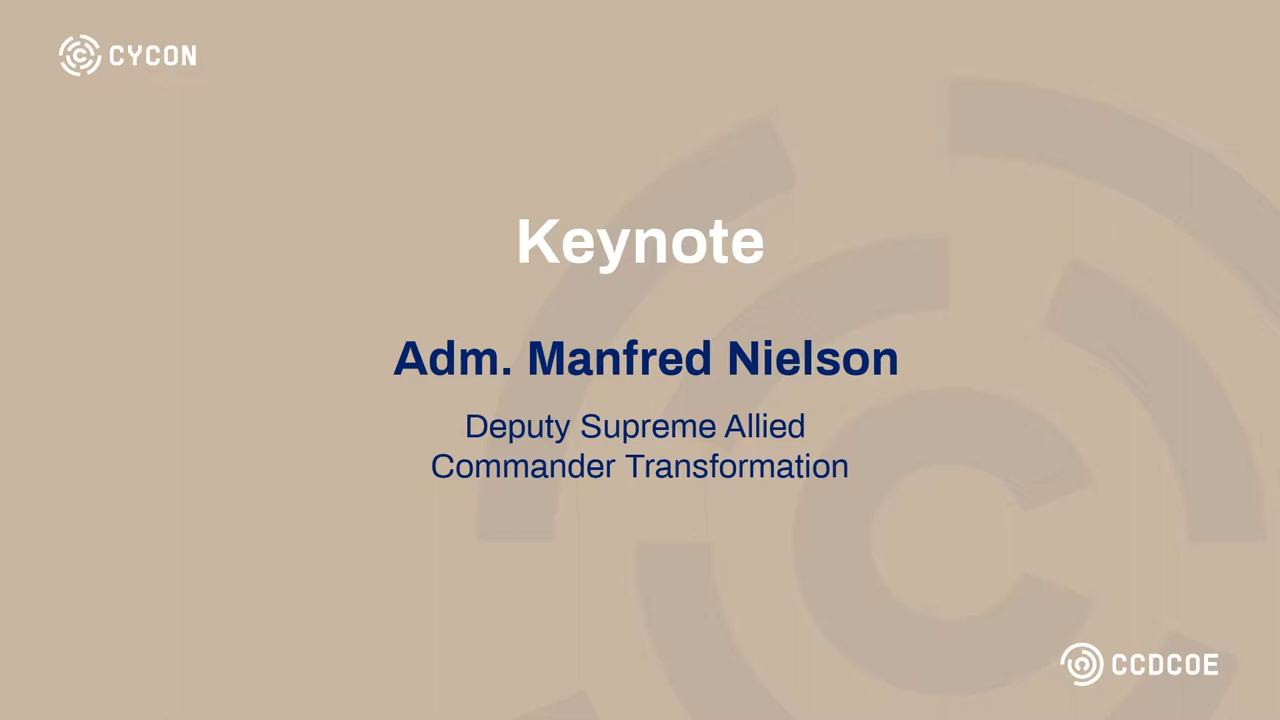 CYCON
Keynote
Adm. Manfred Nielson
Deputy Supreme Allied
Commander Transformation
CCDCOE